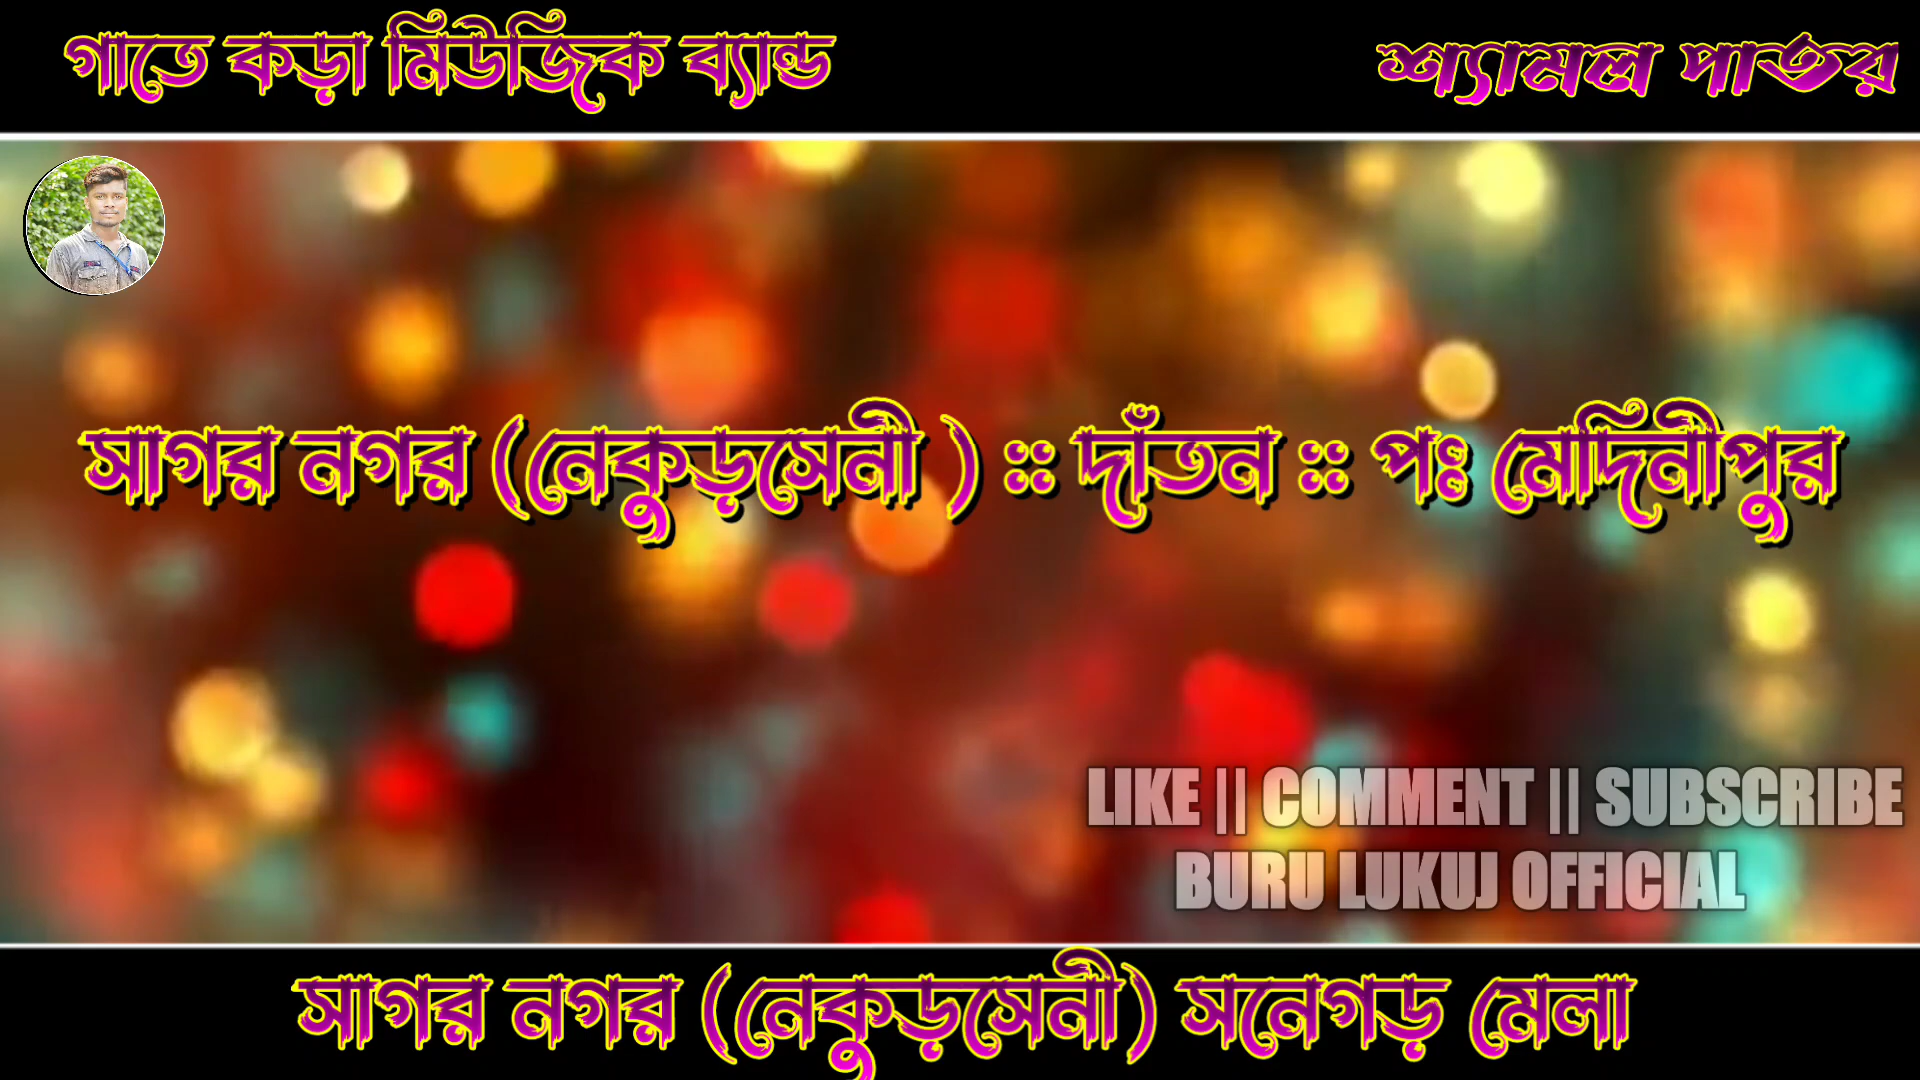 গাতে কড়া মিউজিক ব্যান্ড
শ্যামল পাতর
সাগর নগর (নেকুড়সেনী ) :: দাঁতন :: পঃ মেদিনীপুর
LIKE || COMMENT || SUBSCRIBE
BURU LUKUJ OFFICIAL
সাগর নগর (নেকুড়সেনী) সনেগড় মেলা